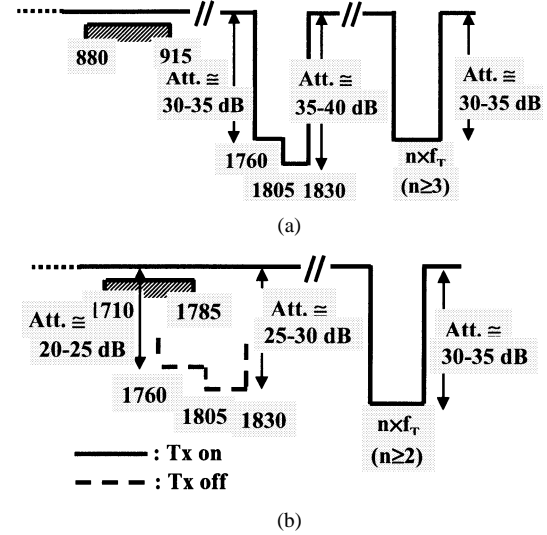 880
915
Att. ≅
30-35 dB
Att. ≅
35-40 dB
Att. ≅
30-35 dB
1760
1805
1830
n×fT
(n≥3)
(a)
1710
1785
Att. ≅
20-25 dB
Att. ≅
25-30 dB
Att. ≅
30-35 dB
1760
1805
1830
n×fT
(n≥2)
: Tx on
: Tx off
(b)